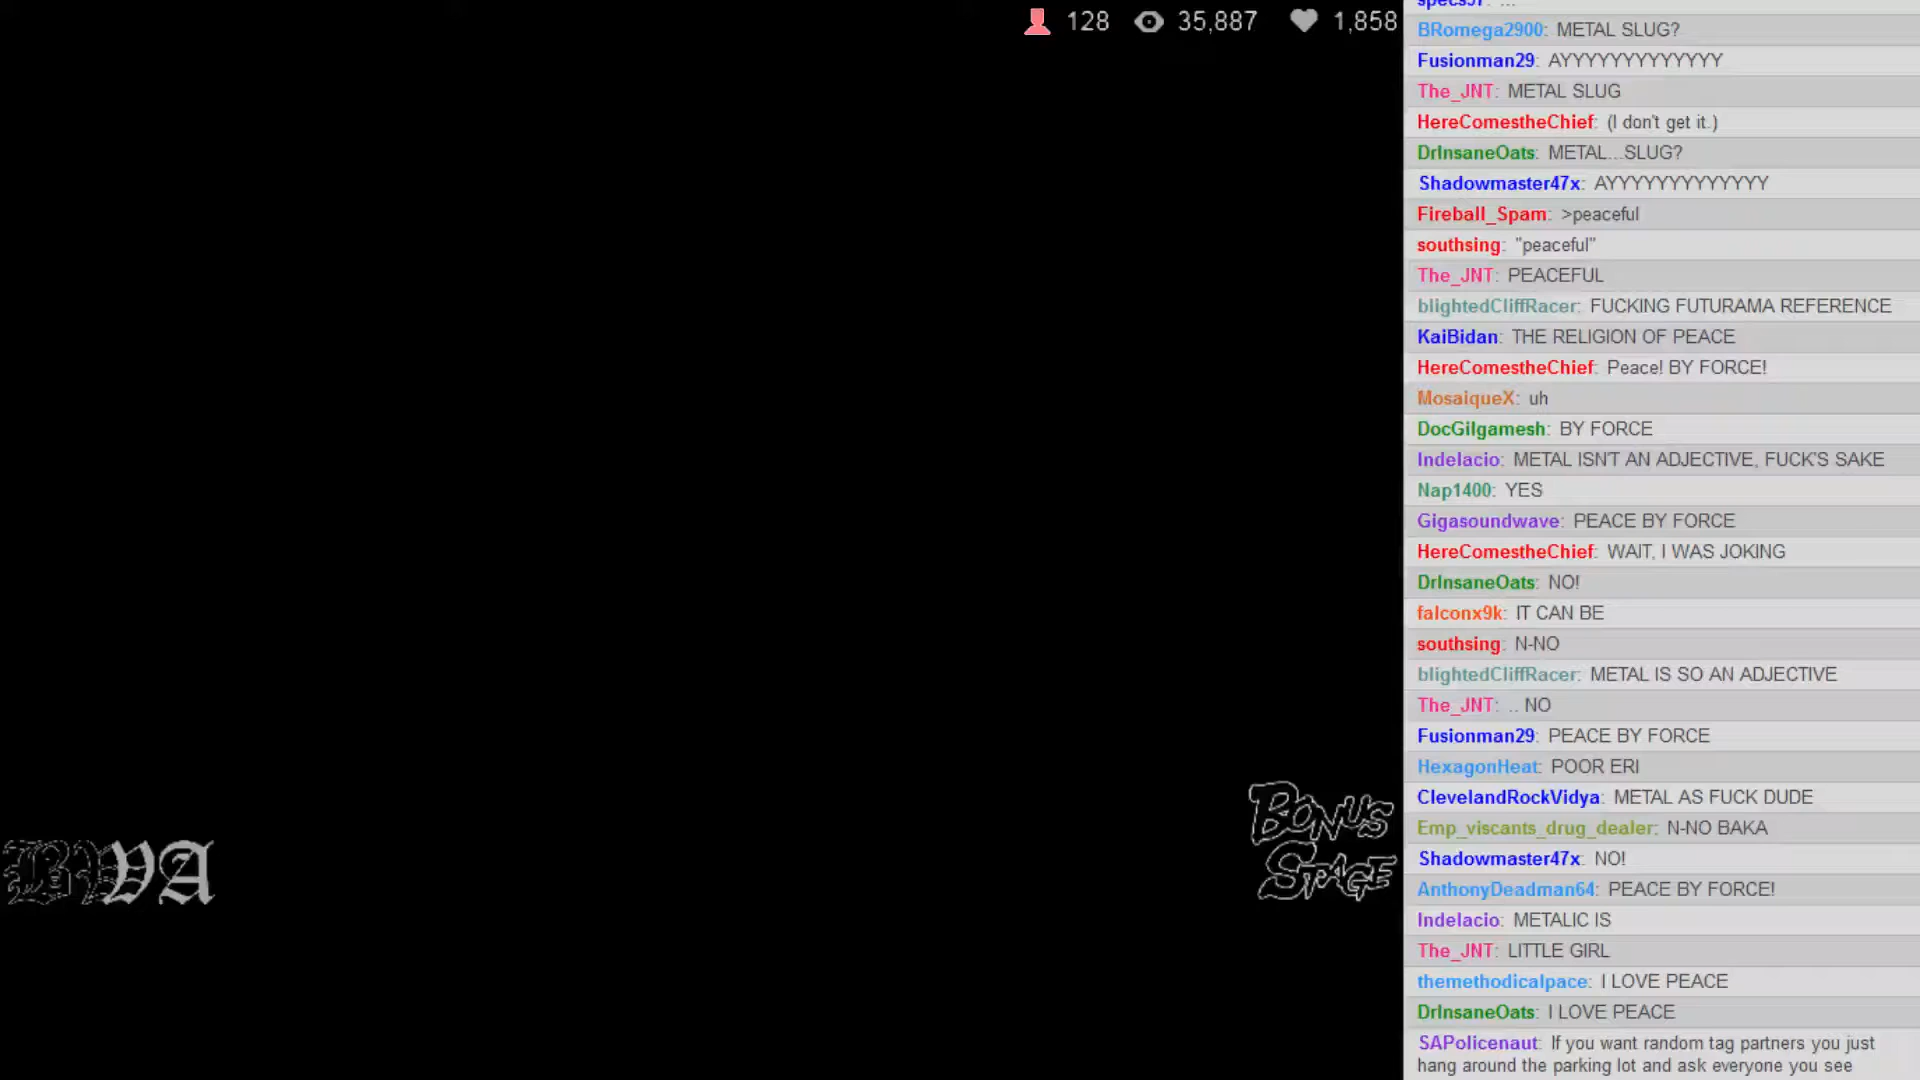 128 35,887 1,858
BRomega2900: METAL SLUG?
Fusionman29: AYYYYYYYYYYYYY
The_JNT: METAL SLUG
HereComestheChief: (I don't get it.)
DrInsaneOats: METAL...SLUG?
Shadowmaster47x: AYYYYYYYYYYYYY
Fireball_Spam: >peaceful
southsing: "peaceful"
The_JNT: PEACEFUL
blightedCliffRacer: FUCKING FUTURAMA REFERENCE
KaiBidan: THE RELIGION OF PEACE
HereComestheChief: Peace! BY FORCE!
MosaiqueX: uh
DocGilgamesh: BY FORCE
Indelacio: METAL ISN'T AN ADJECTIVE, FUCK'S SAKE
Nap1400: YES
Gigasoundwave: PEACE BY FORCE
HereComestheChief: WAIT, I WAS JOKING
DrInsaneOats: NO!
falconx9k: IT CAN BE
southsing: N-NO
blightedCliffRacer: METAL IS SO AN ADJECTIVE
The_JNT: .. NO
Fusionman29: PEACE BY FORCE
HexagonHeat: POOR ERI
ClevelandRockVidya: METAL AS FUCK DUDE
Emp_viscants_drug_dealer: N-NO BAKA
Shadowmaster47x: NO!
AnthonyDeadman64: PEACE BY FORCE!
Indelacio: METALIC IS
The_JNT: LITTLE GIRL
themethodicalpace: I LOVE PEACE
DrInsaneOats: I LOVE PEACE
SAPolicenaut: If you want random tag partners you just
hang around the parking lot and ask everyone you see
BONUS
STAGE